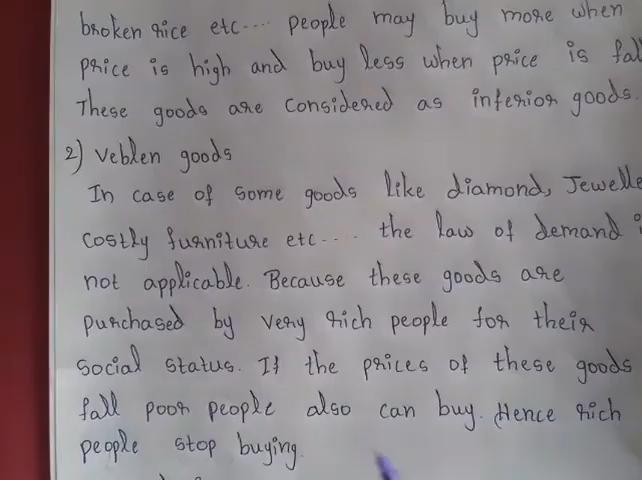 broken rice etc.... people may buy more when
price is high and buy less when price is fal
These goods are considered as inferior goods.
2) Veblen goods
In case of some goods like diamond, Jewelle
costly furniture etc.... the law of demand i
not applicable. Because these goods are
purchased by very rich people for their
social status. If the prices of these goods
fall poor people also can buy. Hence rich
people stop buying.